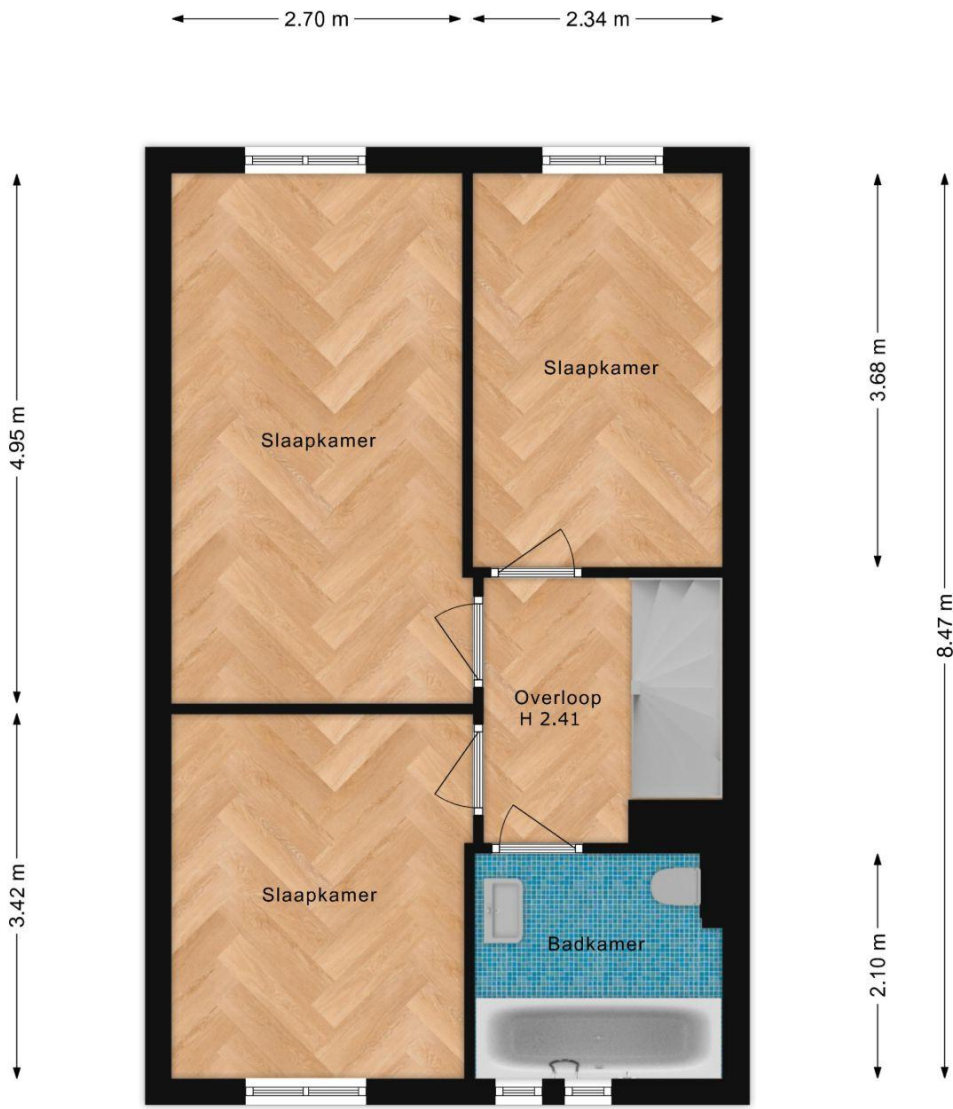 2.70 m
2.34 m
4.95 m
3.68 m
8.47 m
Slaapkamer
Slaapkamer
Overloop
H 2.41
3.42 m
Slaapkamer
Badkamer
2.10 m